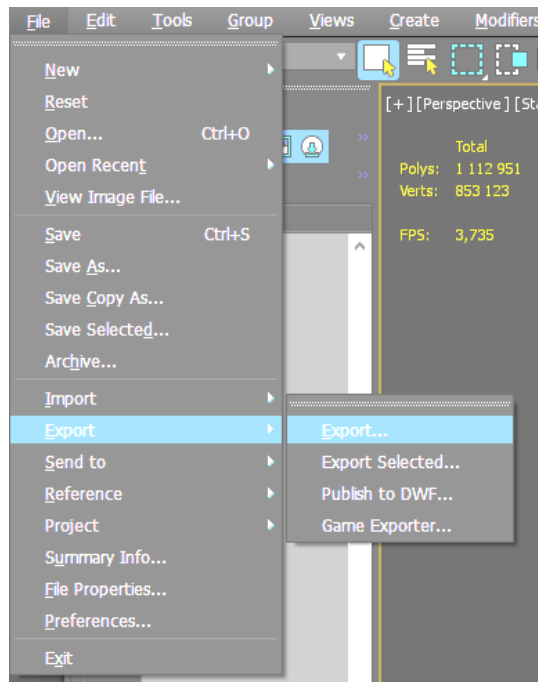 File Edit Tools Group Views Create Modifiers
New
Reset
Open... Ctrl+O
Open Recent
View Image File...
Save Ctrl+S
Save As...
Save Copy As...
Save Selected...
Archive...
Import
Export
Send to
Reference
Project
Summary Info...
File Properties...
Preferences...
Exit
Export...
Export Selected...
Publish to DWF...
Game Exporter...
[+] [Perspective] [Sta
Total
Polys: 1 112 951
Verts: 853 123
FPS: 3,735